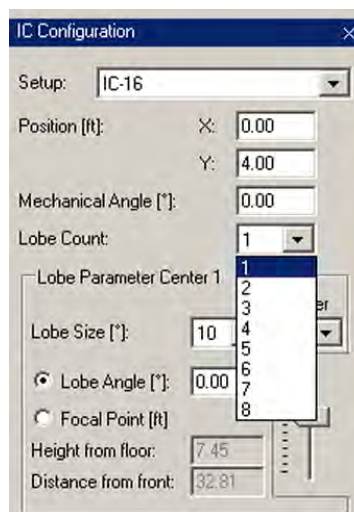 IC Configuration
Setup: IC-16
Position [ft]: X: 0.00
Y: 4.00
Mechanical Angle [°]: 0.00
Lobe Count: 1
1
2
3
4
5
6
7
8
Lobe Parameter Center 1
Lobe Size [°]: 10
Lobe Angle [°]: 0.00
Focal Point [ft]
Height from floor: 7.45
Distance from front: 32.81